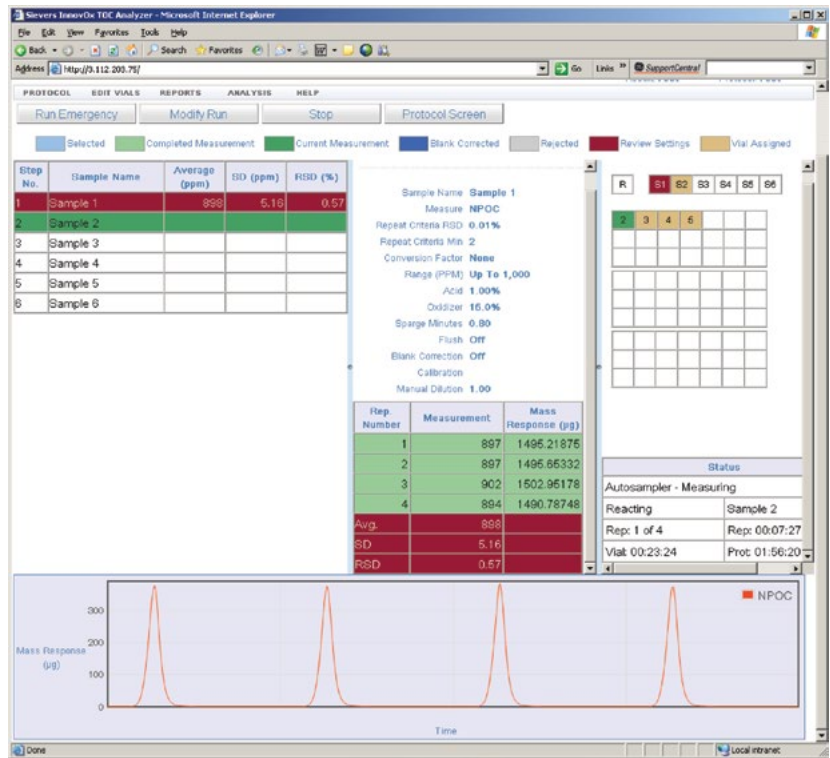 Sievers InnovOx TOC Analyzer - Microsoft Internet Explorer
File Edit View Favorites Tools Help
Back Search Favorites
Address http://3.112.203.75/ Go Links » SupportCentral
PROTOCOL EDIT VIALS REPORTS ANALYSIS HELP
Run Emergency Modify Run Stop Protocol Screen
Selected Completed Measurement Current Measurement Blank Corrected Rejected Review Settings Vial Assigned
Step No. Sample Name Average (ppm) SD (ppm) RSD (%)
1 Sample 1 898 5.16 0.57
2 Sample 2
3 Sample 3
4 Sample 4
5 Sample 5
6 Sample 6
Sample Name Sample 1
Measure NPOC
Repeat Criteria RSD 0.01%
Repeat Criteria Min 2
Conversion Factor None
Range (PPM) Up To 1,000
Acid 1.00%
Oxidizer 15.0%
Sparge Minutes 0.80
Flush Off
Blank Correction Off
Calibration
Manual Dilution 1.00
Rep. Number Measurement Mass Response (µg)
1 897 1495.21875
2 897 1495.65332
3 902 1502.95178
4 894 1490.78748
Avg. 898
SD 5.16
RSD 0.57
R S1 S2 S3 S4 S5 S6
2 3 4 5
Status
Autosampler - Measuring
Reacting Sample 2
Rep: 1 of 4 Rep: 00:07:27
Vial: 00:23:24 Prot: 01:56:20
NPOC
300
200
100
0
Mass Response (µg)
Time
Done Local intranet